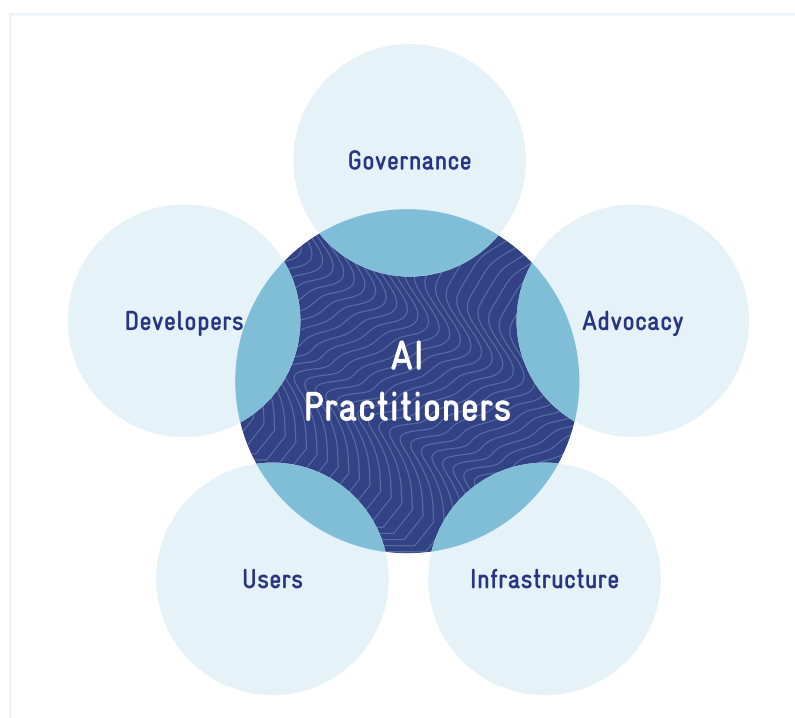 Governance
Developers
Advocacy
AI
Practitioners
Users
Infrastructure